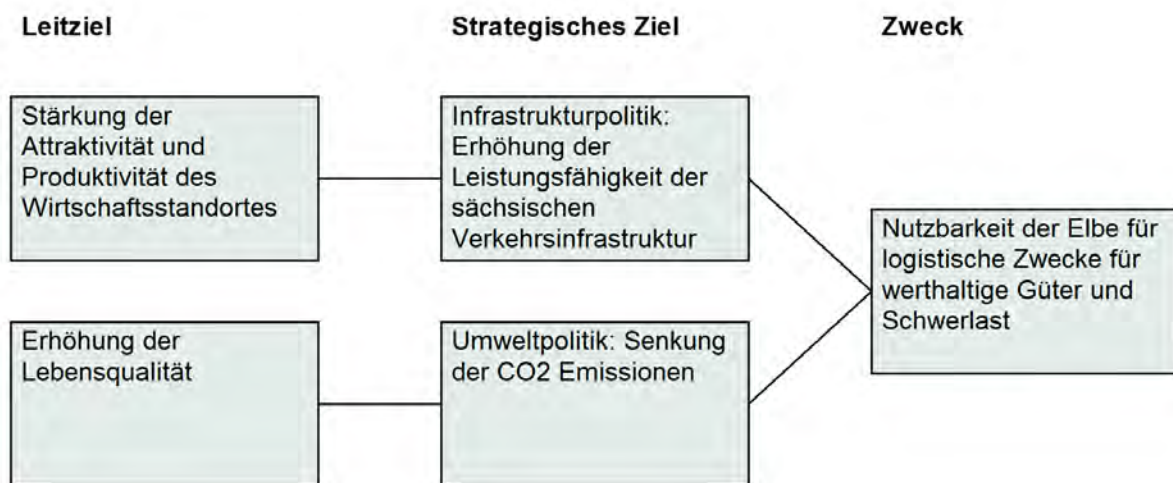 Leitziel
Strategisches Ziel
Zweck
Stärkung der
Attraktivität und
Produktivität des
Wirtschaftsstandortes
Infrastrukturpolitik:
Erhöhung der
Leistungsfähigkeit der
sächsischen
Verkehrsinfrastruktur
Nutzbarkeit der Elbe für
logistische Zwecke für
werthaltige Güter und
Schwerlast
Erhöhung der
Lebensqualität
Umweltpolitik: Senkung
der CO2 Emissionen